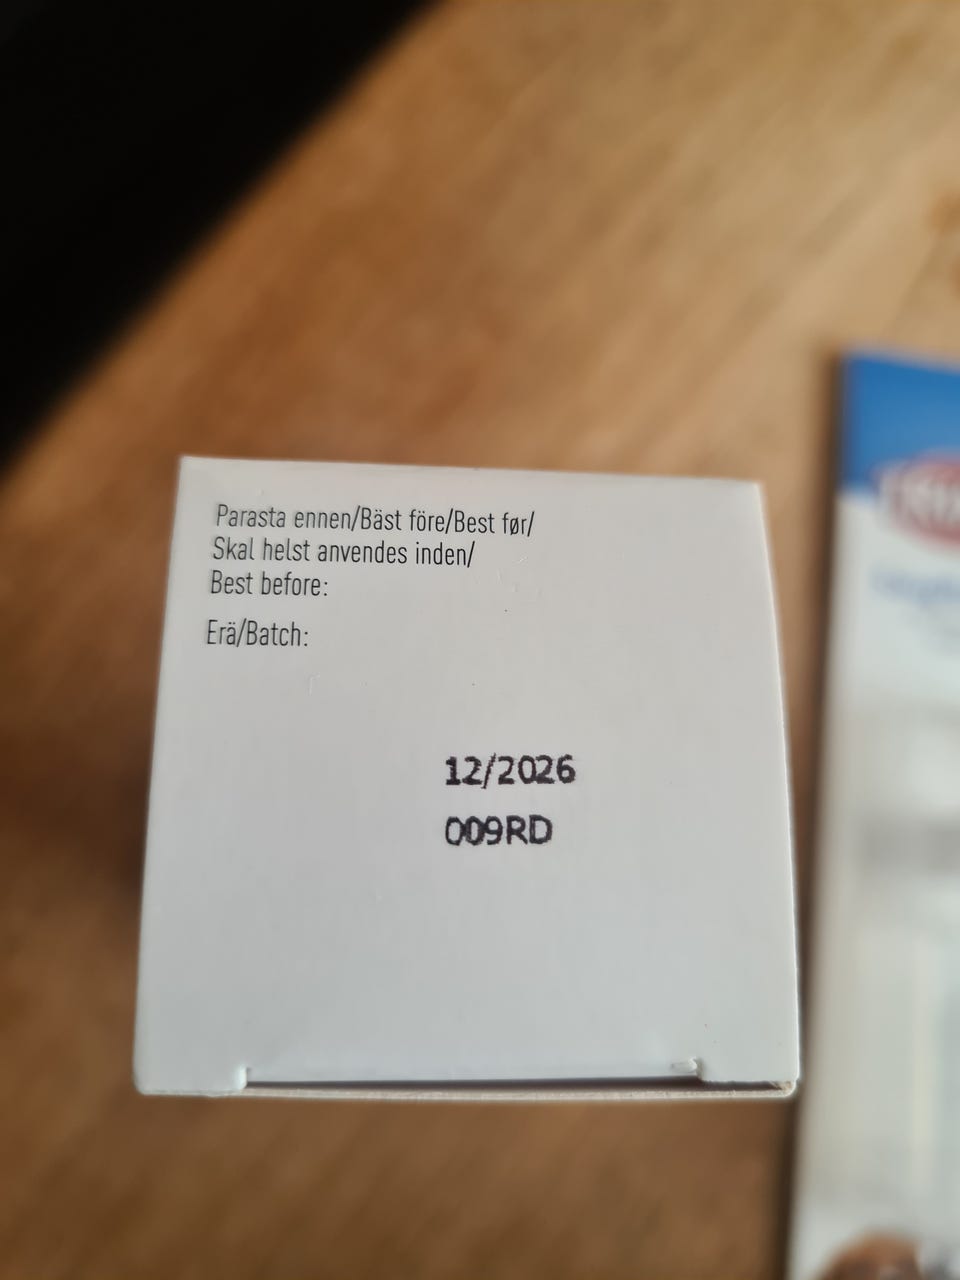 Parasta ennen/Bäst före/Best før/
Skal helst anvendes inden/
Best before:
Erä/Batch:
12/2026
009RD